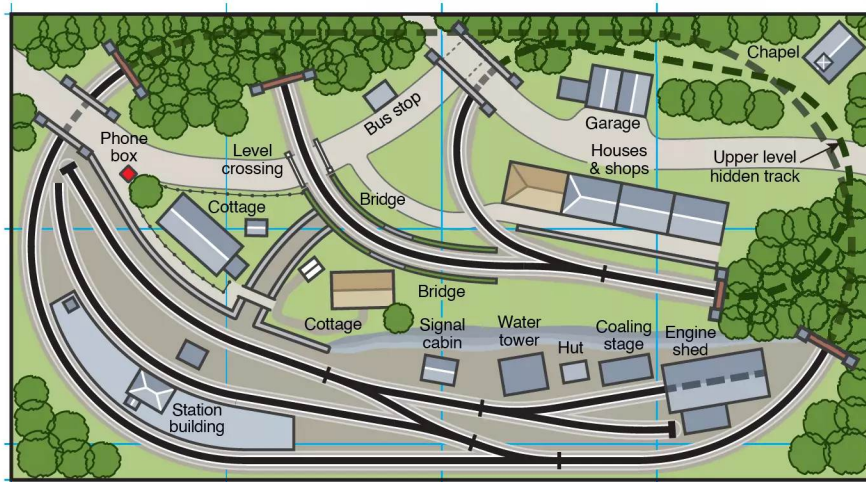 Chapel
Bus stop
Garage
Phone
box
Level
crossing
Houses
& shops
Upper level
hidden track
Cottage
Bridge
Bridge
Cottage
Signal
cabin
Water
tower
Hut
Coaling
stage
Engine
shed
Station
building